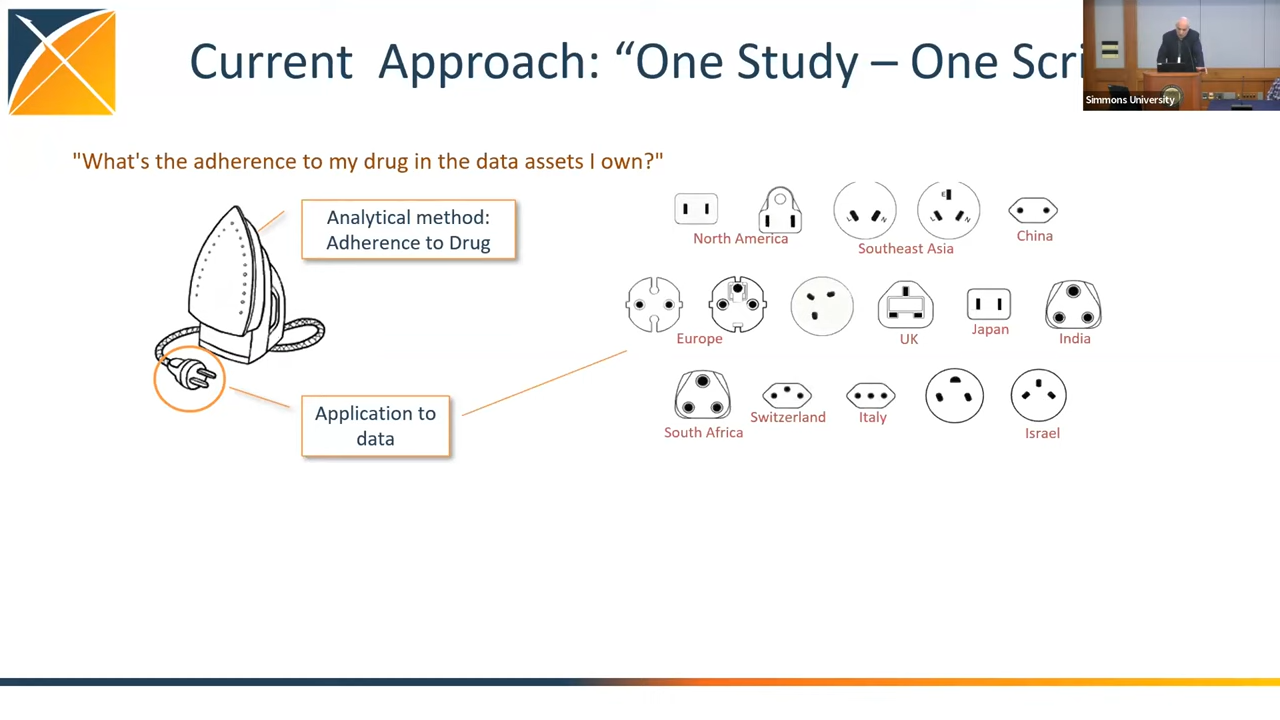 Current Approach: “One Study – One Scri
Simmons University
"What's the adherence to my drug in the data assets I own?"
Analytical method:
Adherence to Drug
North America
Southeast Asia
China
Europe
UK
Japan
India
Application to
data
South Africa
Switzerland
Italy
Israel